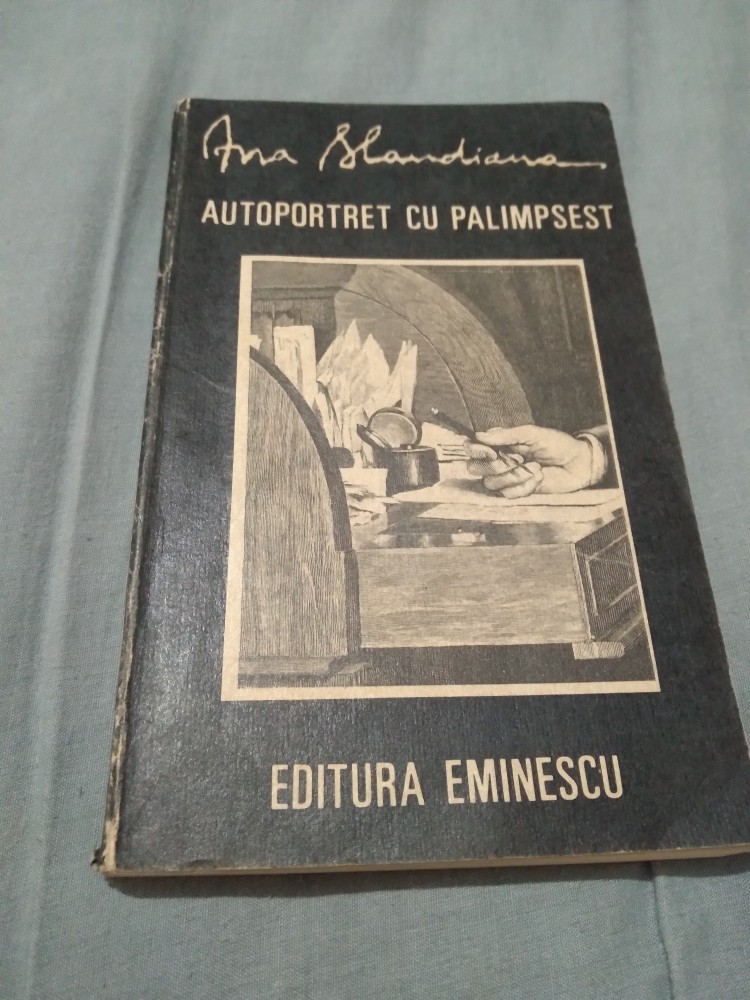 Ana Blandiana
AUTOPORTRET CU PALIMPSEST
EDITURA EMINESCU